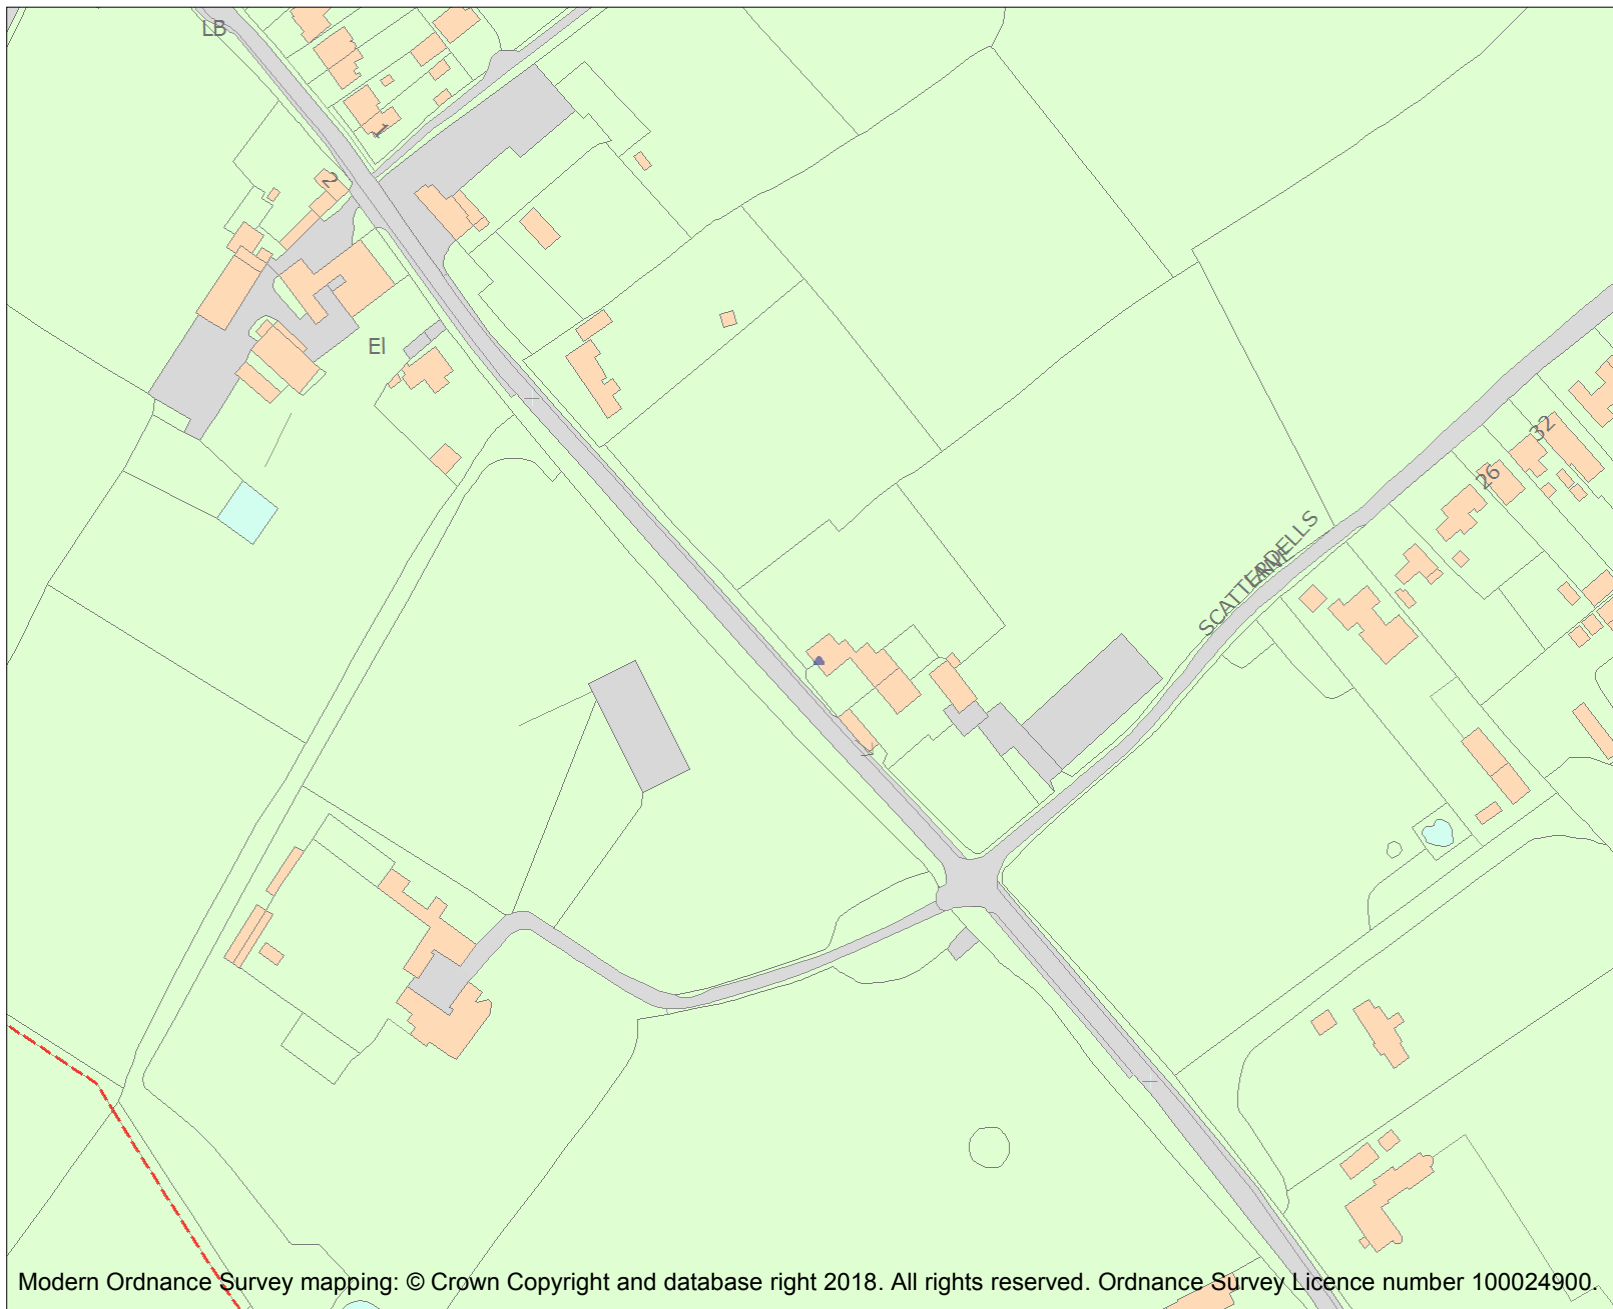 LB
1
2
El
32
26
SCATTERDELLS
LANE
Modern Ordnance Survey mapping: © Crown Copyright and database right 2018. All rights reserved. Ordnance Survey Licence number 100024900.